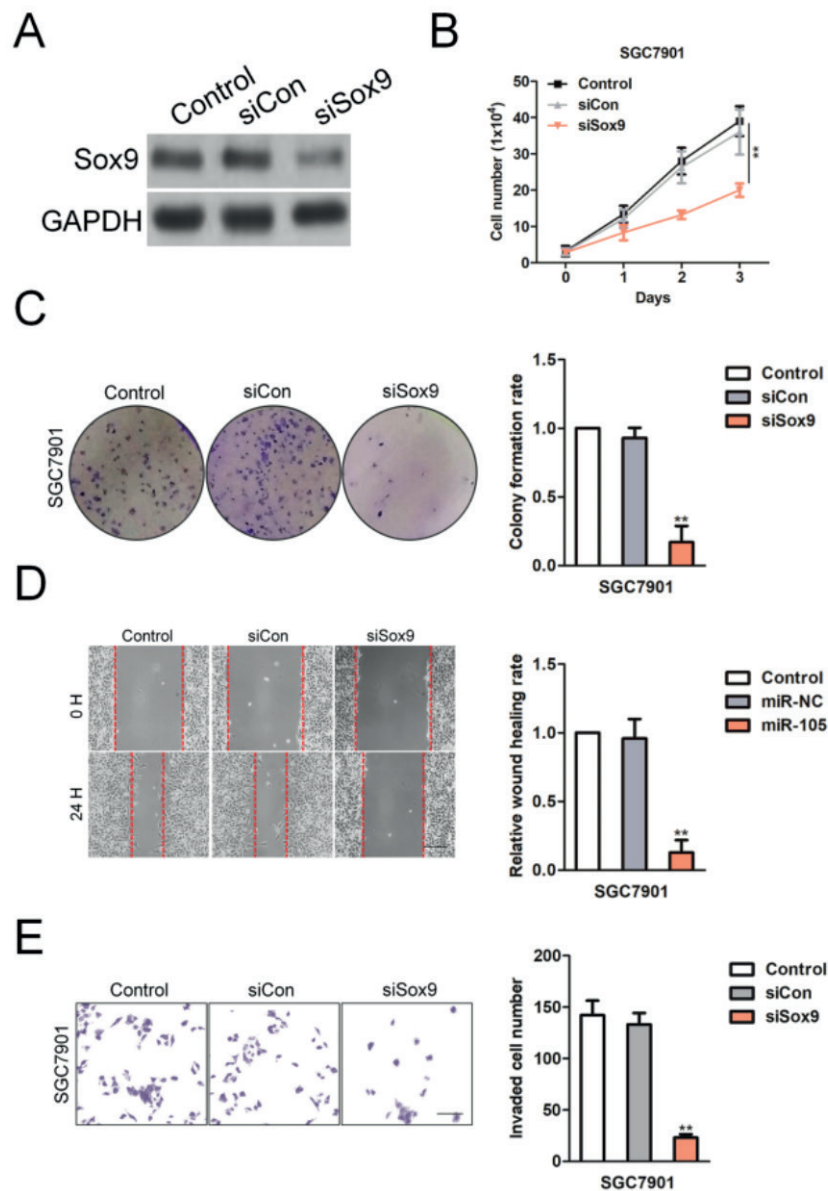 A
Control
siCon
siSox9
Sox9
GAPDH
B
SGC7901
Control
siCon
siSox9
Cell number (1x10⁴)
50
40
30
20
10
0
**
0 1 2 3
Days
C
Control siCon siSox9
SGC7901
Colony formation rate
1.5
1.0
0.5
0.0
**
SGC7901
Control
siCon
siSox9
D
Control siCon siSox9
0 H
24 H
Relative wound healing rate
1.5
1.0
0.5
0.0
**
SGC7901
Control
miR-NC
miR-105
E
Control siCon siSox9
SGC7901
Invaded cell number
200
150
100
50
0
**
SGC7901
Control
siCon
siSox9